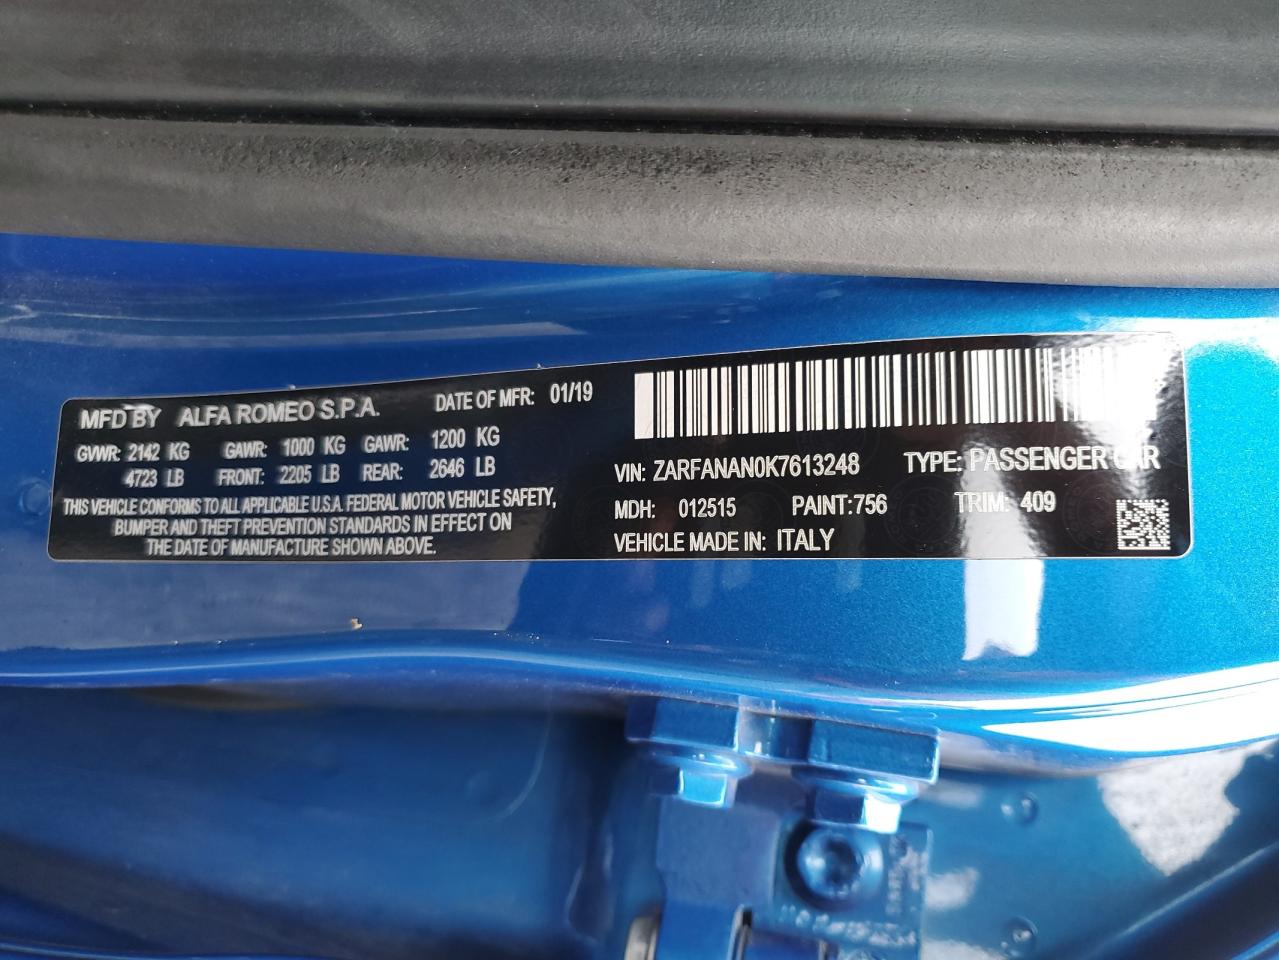 MFD BY ALFA ROMEO S.P.A. DATE OF MFR: 01/19
GVWR: 2142 KG GAWR: 1000 KG GAWR: 1200 KG
4723 LB FRONT: 2205 LB REAR: 2646 LB
THIS VEHICLE CONFORMS TO ALL APPLICABLE U.S.A. FEDERAL MOTOR VEHICLE SAFETY,
BUMPER AND THEFT PREVENTION STANDARDS IN EFFECT ON
THE DATE OF MANUFACTURE SHOWN ABOVE.
VIN: ZARFANAN0K7613248 TYPE: PASSENGER CAR
MDH: 012515 PAINT:756 TRIM: 409
VEHICLE MADE IN: ITALY